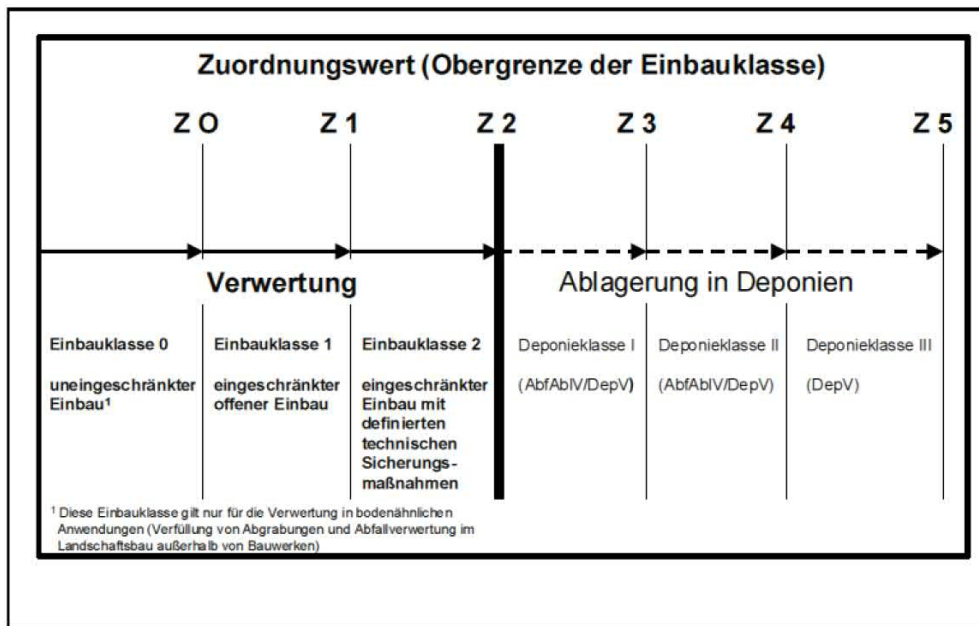 Zuordnungswert (Obergrenze der Einbauklasse)
Z 0 Z 1 Z 2 Z 3 Z 4 Z 5
Verwertung Ablagerung in Deponien
Einbauklasse 0
uneingeschränkter
Einbau¹
Einbauklasse 1
eingeschränkter
offener Einbau
Einbauklasse 2
eingeschränkter
Einbau mit
definierten
technischen
Sicherungs-
maßnahmen
Deponieklasse I
(AbfAblV/DepV)
Deponieklasse II
(AbfAblV/DepV)
Deponieklasse III
(DepV)
¹ Diese Einbauklasse gilt nur für die Verwertung in bodenähnlichen
Anwendungen (Verfüllung von Abgrabungen und Abfallverwertung im
Landschaftsbau außerhalb von Bauwerken)